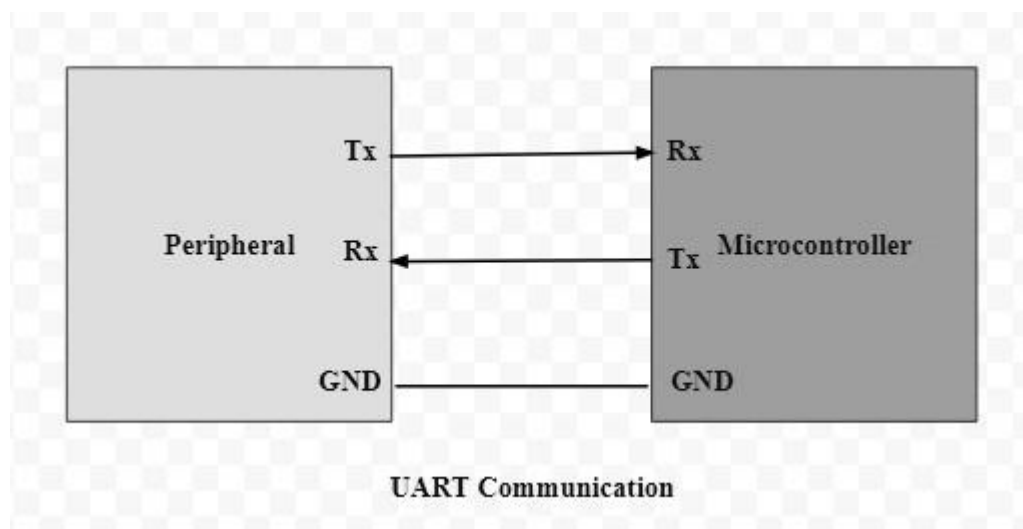 Tx
Rx
Peripheral
Rx
Tx
Microcontroller
GND
GND
UART Communication